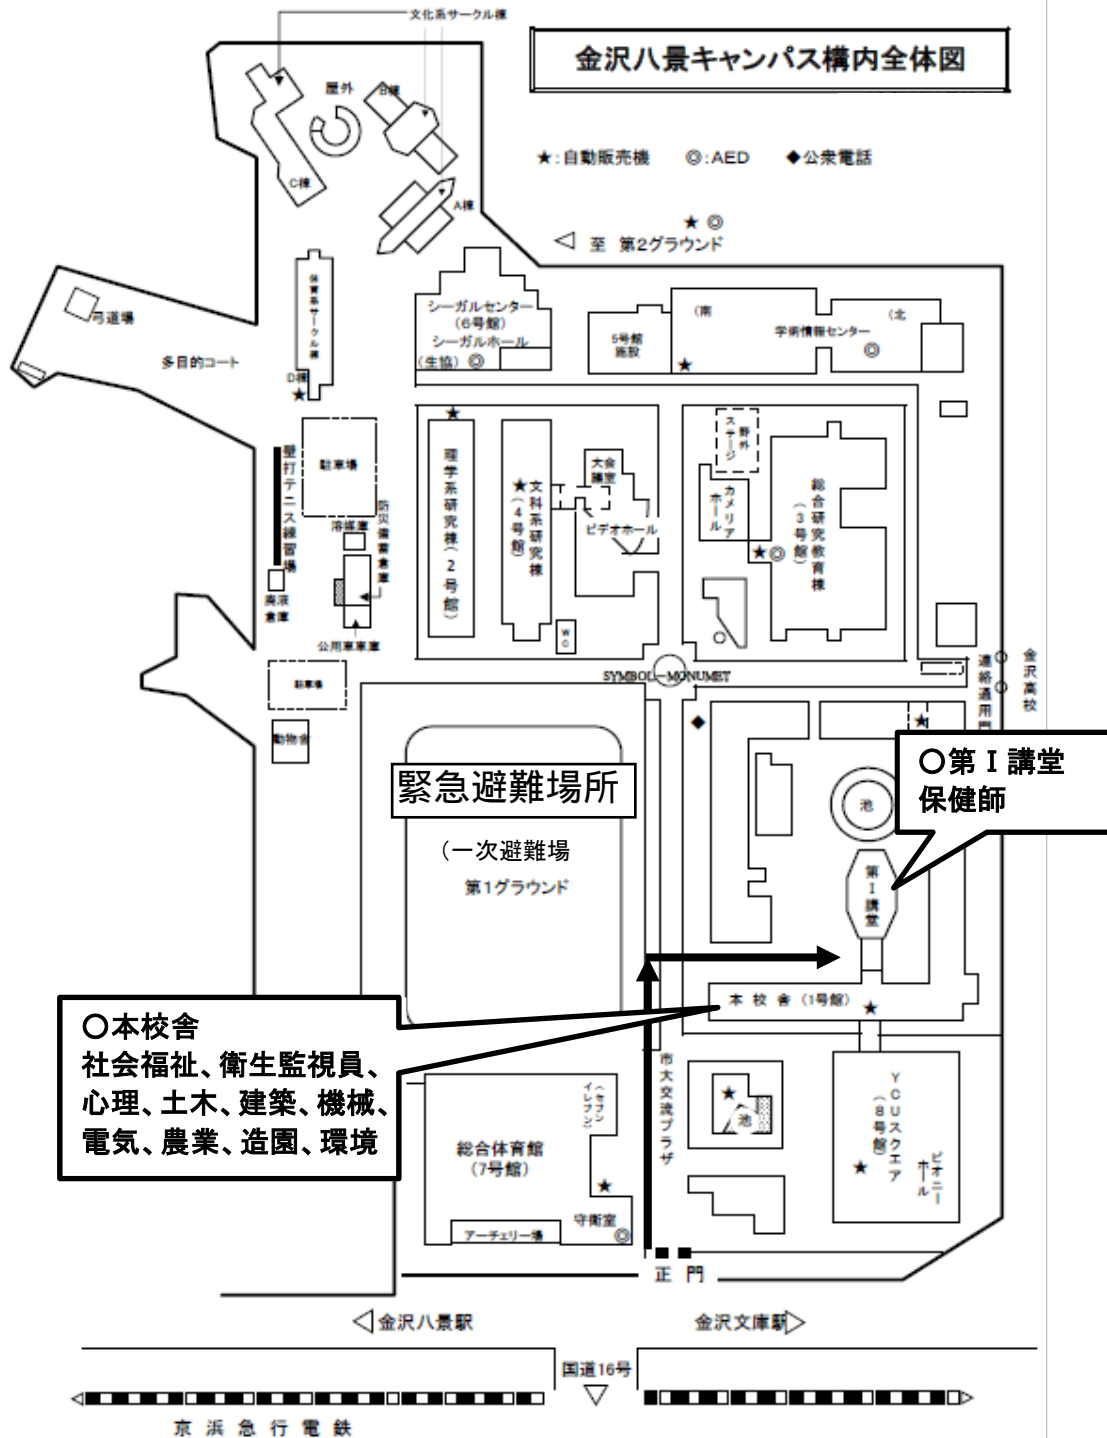 文化系サークル棟
金沢八景キャンパス構内全体図
屋外
B棟
C棟
A棟
★:自動販売機 ◎:AED ◆公衆電話
★ ◎
◁ 至 第2グラウンド
弓道場
多目的コート
体育系サークル棟
D棟
★
シーガルセンター
(6号館)
シーガルホール
(生協) ◎
5号館
施設
★
(南
学術情報センター
(北
◎
壁打テニス練習場
駐車場
溶媒庫
防災備蓄倉庫
廃液
倉庫
公用車車庫
駐車場
動物舎
★
理学系研究棟(2号館)
★
文科系研究棟
(4号館)
大会
議室
ビデオホール
WC
野外
ステージ
カメリア
ホール
★◎
総合研究教育棟
(3号館)
SYMBOL-MONUMET
連絡通用門
金沢高校
◆
★
○第Ⅰ講堂
保健師
池
第Ⅰ講堂
緊急避難場所
(一次避難場
第1グラウンド
本校舎(1号館)
★
○本校舎
社会福祉、衛生監視員、
心理、土木、建築、機械、
電気、農業、造園、環境
市大交流プラザ
★
池
YCUスクエア
(8号館)
ピオニー
ホール
★
(セブン
イレブン)
総合体育館
(7号館)
★
守衛室
◎
アーチェリー場
正門
◁金沢八景駅
金沢文庫駅▷
国道16号
京浜急行電鉄